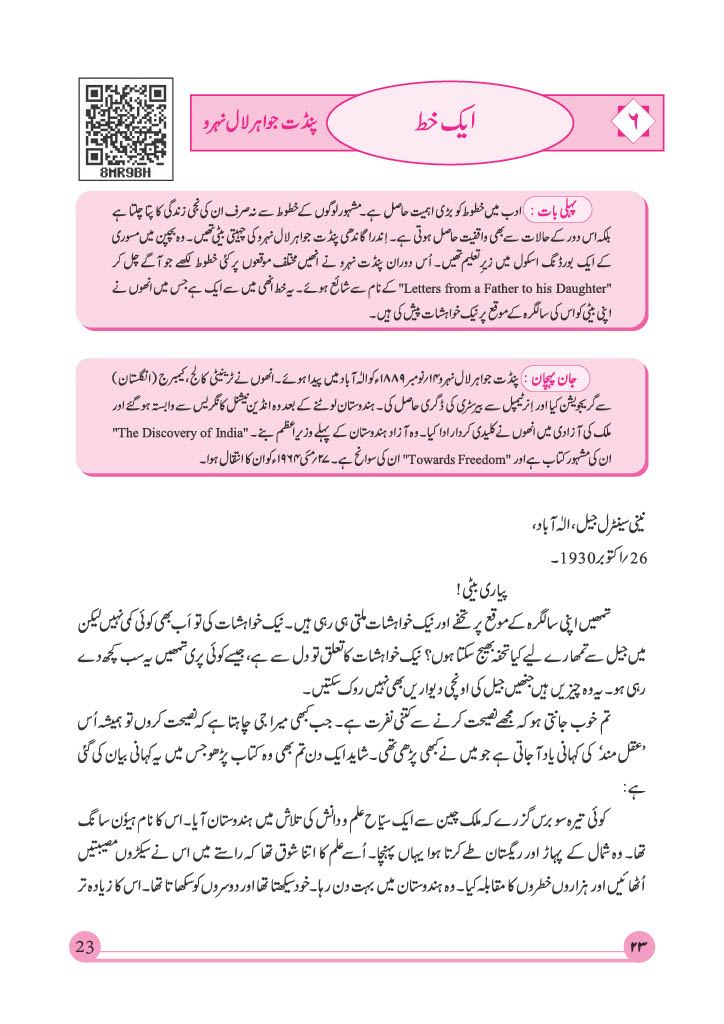 ۶
ایک خط
پنڈت جواہر لال نہرو
8MR9BH
پہلی بات : ادب میں خطوط کو بڑی اہمیت حاصل ہے۔ مشہور لوگوں کے خطوط سے نہ صرف ان کی نجی زندگی کا پتا چلتا ہے
بلکہ اس دور کے حالات سے بھی واقفیت حاصل ہوتی ہے۔ اِندرا گاندھی پنڈت جواہر لال نہرو کی چہیتی بیٹی تھیں۔ وہ بچپن میں مسوری
کے ایک بورڈنگ اسکول میں زیرِ تعلیم تھیں۔ اُس دوران پنڈت نہرو نے انھیں مختلف موقعوں پر کئی خطوط لکھے جو آگے چل کر
"Letters from a Father to his Daughter" کے نام سے شائع ہوئے۔ یہ خط انھی میں سے ایک ہے جس میں انھوں نے
اپنی بیٹی کو اس کی سالگرہ کے موقع پر نیک خواہشات پیش کی ہیں۔
جان پہچان : پنڈت جواہر لال نہرو ۱۴؍نومبر ۱۸۸۹ء کو الٰہ آباد میں پیدا ہوئے۔ انھوں نے ٹرینیٹی کالج، کیمبرج (انگلستان)
سے گریجویشن کیا اور اِنر ٹیمپل سے بیرسٹری کی ڈگری حاصل کی۔ ہندوستان لوٹنے کے بعد وہ انڈین نیشنل کانگریس سے وابستہ ہو گئے اور
ملک کی آزادی میں انھوں نے کلیدی کردار ادا کیا۔ وہ آزاد ہندوستان کے پہلے وزیرِ اعظم بنے۔ "The Discovery of India"
ان کی مشہور کتاب ہے اور "Towards Freedom" ان کی سوانح ہے۔ ۲۷؍مئی ۱۹۶۴ء کو ان کا انتقال ہوا۔
نینی سینٹرل جیل، الٰہ آباد،
26؍اکتوبر 1930۔
پیاری بیٹی!
تمھیں اپنی سالگرہ کے موقع پر تحفے اور نیک خواہشات ملتی ہی رہی ہیں۔ نیک خواہشات کی تو اَب بھی کوئی کمی نہیں لیکن
میں جیل سے تمھارے لیے کیا تحفہ بھیج سکتا ہوں؟ نیک خواہشات کا تعلق تو دل سے ہے، جیسے کوئی پری تمھیں یہ سب کچھ دے
رہی ہو۔ یہ وہ چیزیں ہیں جنھیں جیل کی اونچی دیواریں بھی نہیں روک سکتیں۔
تم خوب جانتی ہو کہ مجھے نصیحت کرنے سے کتنی نفرت ہے۔ جب کبھی میرا جی چاہتا ہے کہ نصیحت کروں تو ہمیشہ اُس
'عقل مند' کی کہانی یاد آ جاتی ہے جو میں نے کبھی پڑھی تھی۔ شاید ایک دن تم بھی وہ کتاب پڑھو جس میں یہ کہانی بیان کی گئی
ہے:
کوئی تیرہ سو برس گزرے کہ ملک چین سے ایک سیّاح علم و دانش کی تلاش میں ہندوستان آیا۔ اس کا نام ہیؤن سانگ
تھا۔ وہ شمال کے پہاڑ اور ریگستان طے کرتا ہوا یہاں پہنچا۔ اُسے علم کا اتنا شوق تھا کہ راستے میں اس نے سیکڑوں مصیبتیں
اُٹھائیں اور ہزاروں خطروں کا مقابلہ کیا۔ وہ ہندوستان میں بہت دن رہا۔ خود سیکھتا تھا اور دوسروں کو سکھاتا تھا۔ اس کا زیادہ تر
23
۲۳